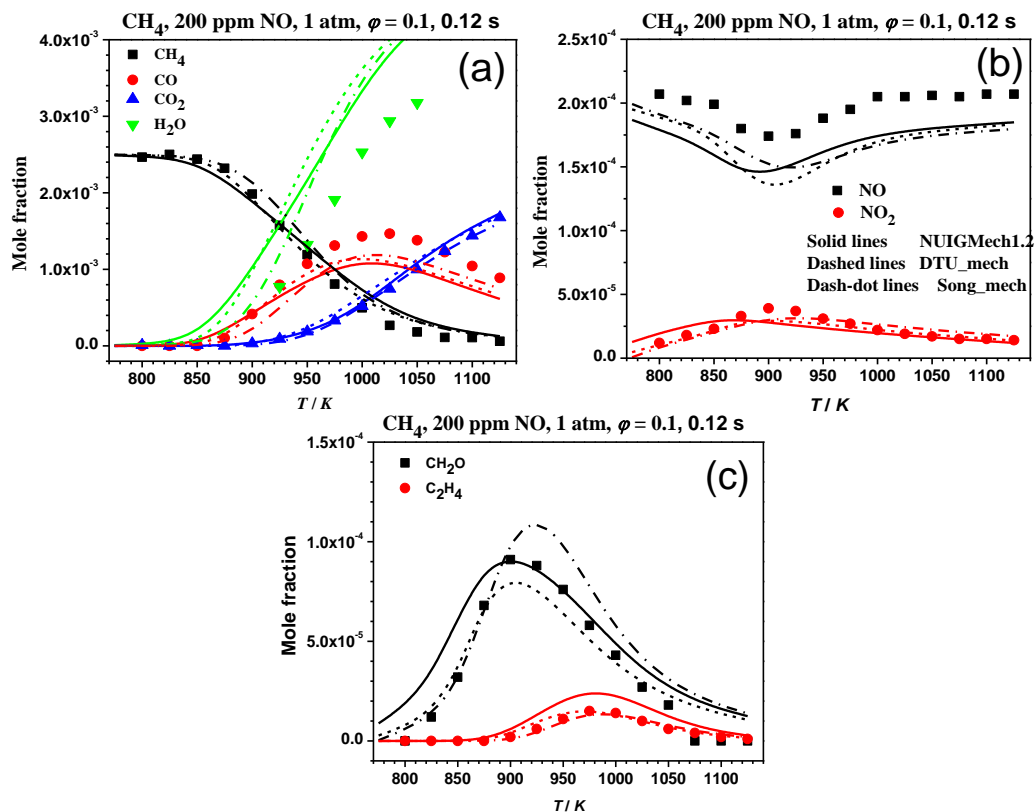 CH₄, 200 ppm NO, 1 atm, φ = 0.1, 0.12 s
(a)
4.0x10⁻³
3.0x10⁻³
2.0x10⁻³
1.0x10⁻³
0.0
Mole fraction
CH₄
CO
CO₂
H₂O
800 850 900 950 1000 1050 1100
T / K
CH₄, 200 ppm NO, 1 atm, φ = 0.1, 0.12 s
(b)
2.5x10⁻⁴
2.0x10⁻⁴
1.5x10⁻⁴
1.0x10⁻⁴
5.0x10⁻⁵
0.0
Mole fraction
NO
NO₂
Solid lines NUIGMech1.2
Dashed lines DTU_mech
Dash-dot lines Song_mech
800 850 900 950 1000 1050 1100
T / K
CH₄, 200 ppm NO, 1 atm, φ = 0.1, 0.12 s
(c)
1.5x10⁻⁴
1.0x10⁻⁴
5.0x10⁻⁵
0.0
Mole fraction
CH₂O
C₂H₄
800 850 900 950 1000 1050 1100
T / K